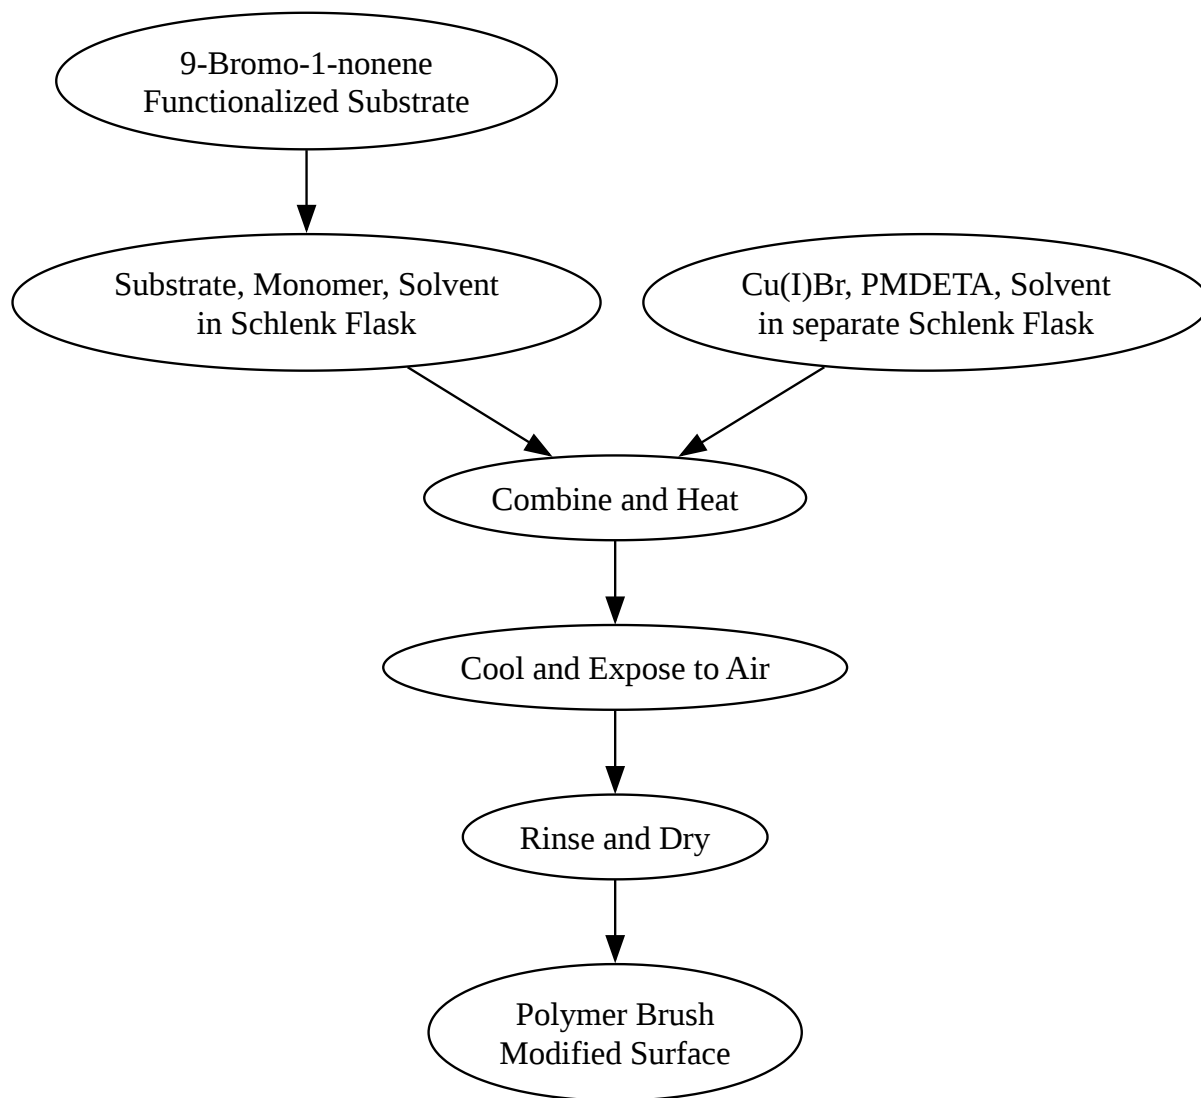 9-Bromo-1-nonene
Functionalized Substrate
Substrate, Monomer, Solvent
in Schlenk Flask
Cu(I)Br, PMDETA, Solvent
in separate Schlenk Flask
Combine and Heat
Cool and Expose to Air
Rinse and Dry
Polymer Brush
Modified Surface